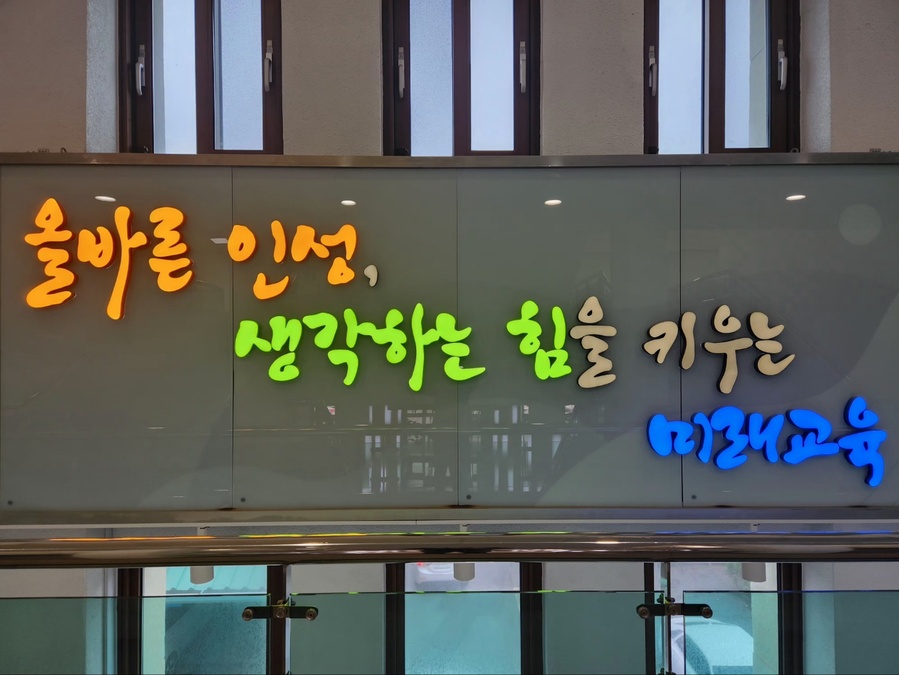 올바른 인성,
생각하는 힘을 키우는
미래교육